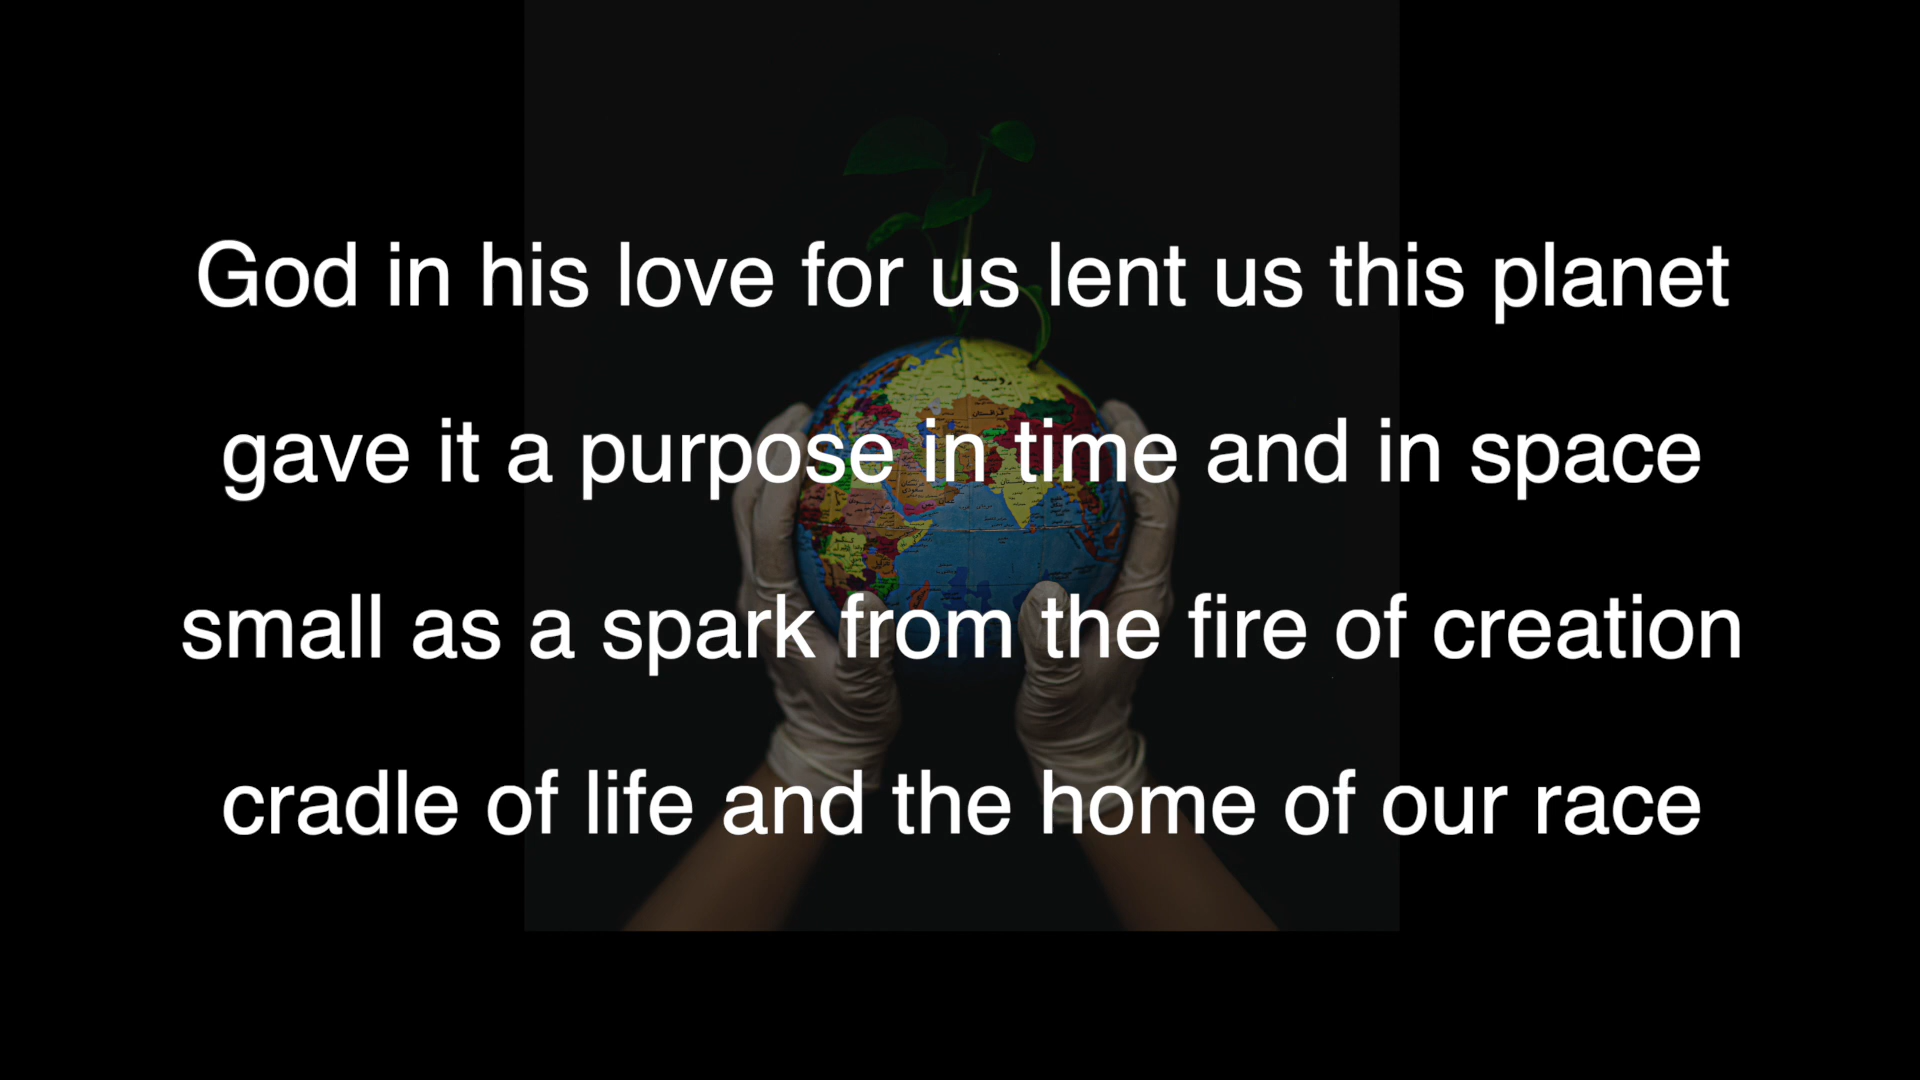 God in his love for us lent us this planet
gave it a purpose in time and in space
small as a spark from the fire of creation
cradle of life and the home of our race
روسیه